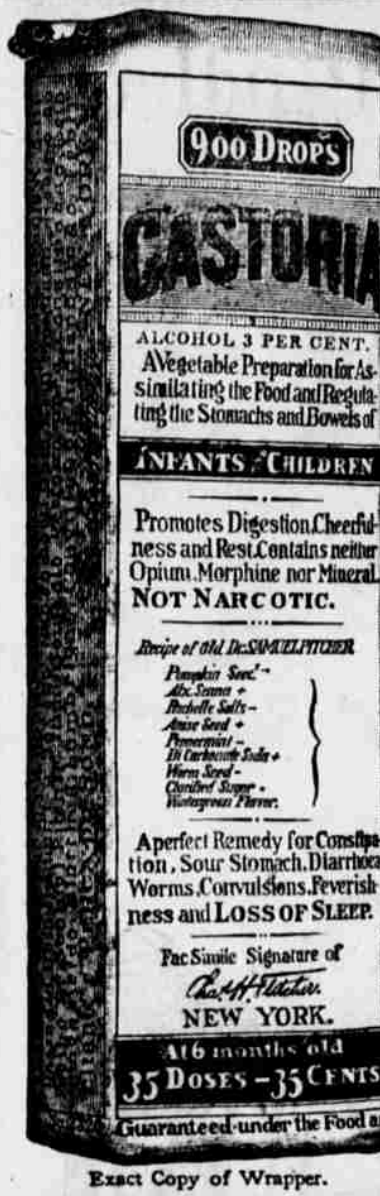 900 DROPS
CASTORIA
ALCOHOL 3 PER CENT.
AVegetable Preparation for As-
similating the Food and Regula-
ting the Stomachs and Bowels of
INFANTS CHILDREN
Promotes Digestion,Cheerful-
ness and Rest.Contains neither
Opium,Morphine nor Mineral.
NOT NARCOTIC.
Recipe of Old Dr.SAMUELPITCHER
Pumpkin Seed -
Alx.Senna +
Rochelle Salts -
Anise Seed +
Peppermint -
Bi Carbonate Soda +
Worm Seed -
Clarified Sugar -
Wintergreen Flavor.
Aperfect Remedy for Constipa-
tion, Sour Stomach,Diarrhoea
Worms,Convulsions,Feverish-
ness and LOSS OF SLEEP.
Fac Simile Signature of
Chas. H. Fletcher.
NEW YORK.
At6 months old
35 DOSES - 35 CENTS
Guaranteed under the Food a
Exact Copy of Wrapper.